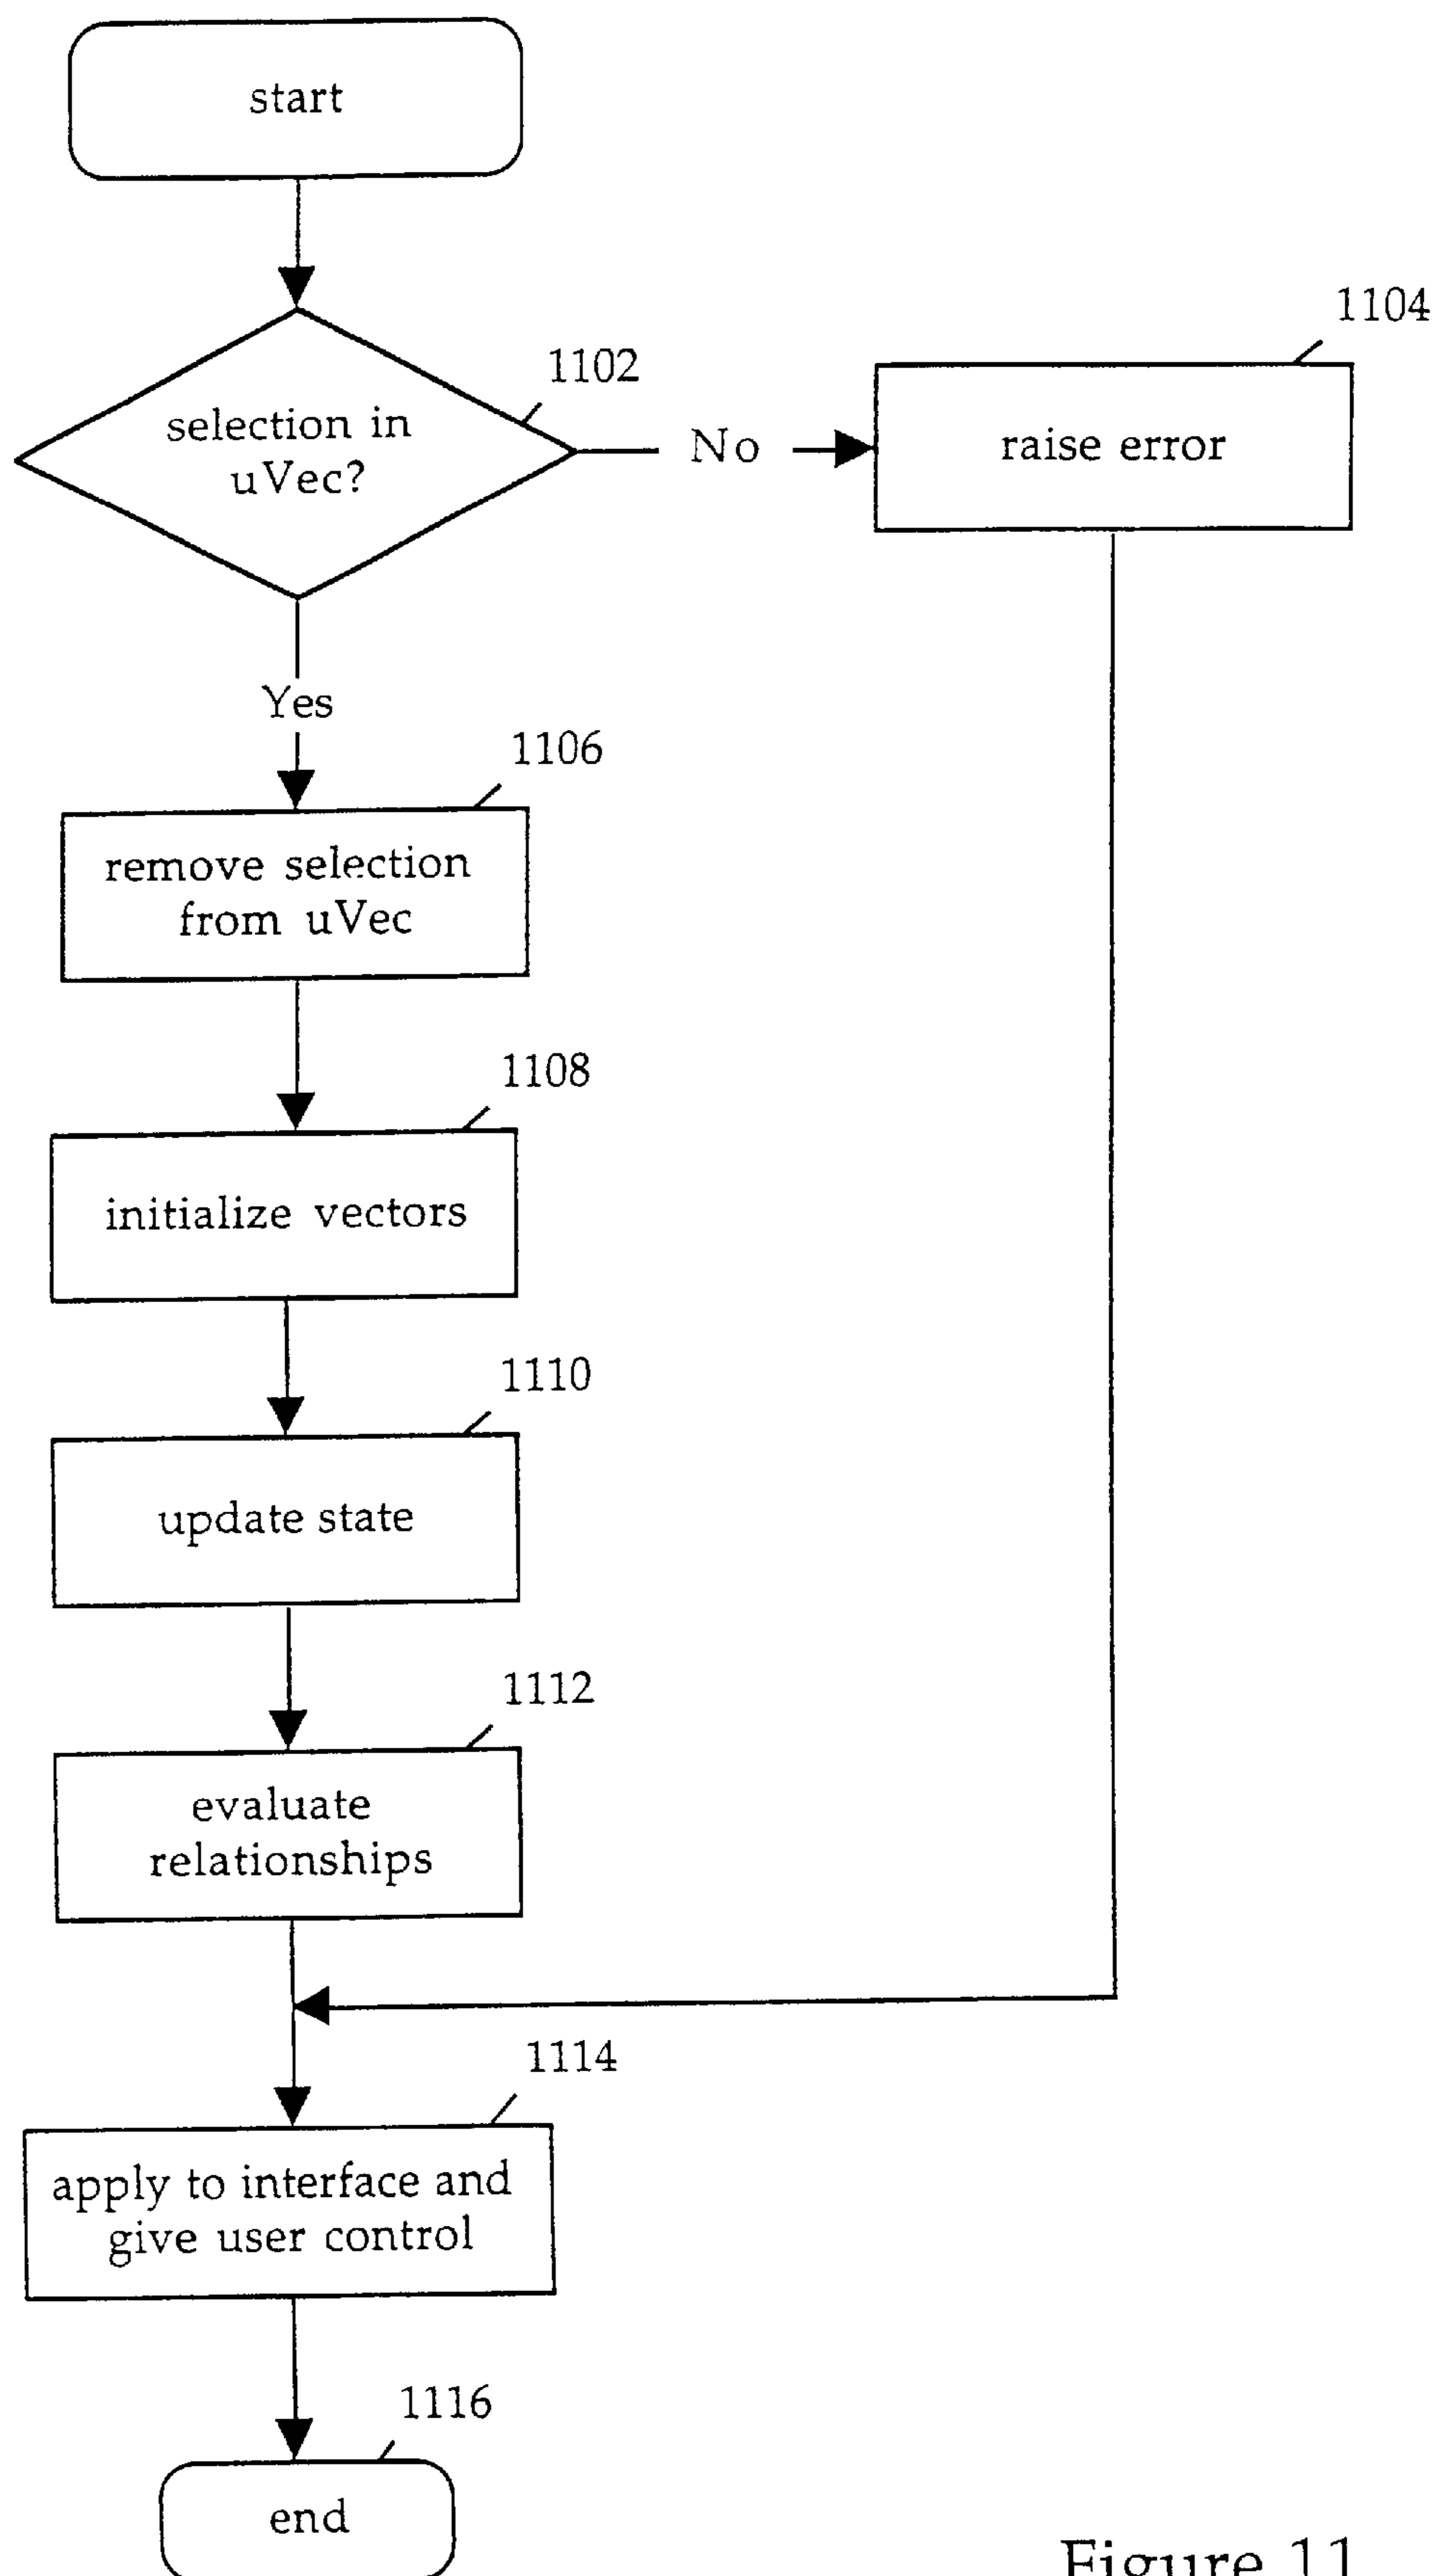 start
1102
selection in
uVec?
No
1104
raise error
Yes
1106
remove selection
from uVec
1108
initialize vectors
1110
update state
1112
evaluate
relationships
1114
apply to interface and
give user control
1116
end
Figure 11